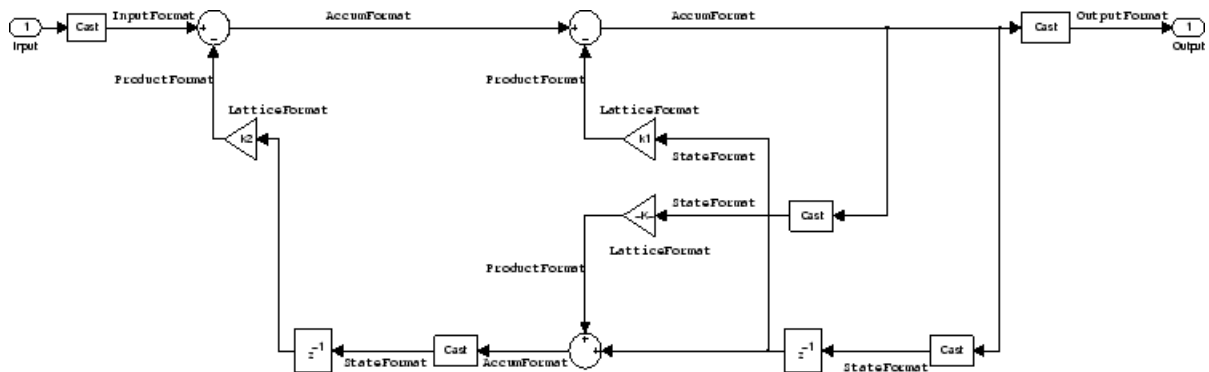 1
Input
Cast
InputFormat
+
−
AccumFormat
+
−
AccumFormat
Cast
OutputFormat
1
Output
ProductFormat
ProductFormat
LatticeFormat
LatticeFormat
k2
k1
StateFormat
StateFormat
-K-
Cast
LatticeFormat
ProductFormat
+
+
z-1
StateFormat
Cast
AccumFormat
z-1
StateFormat
Cast